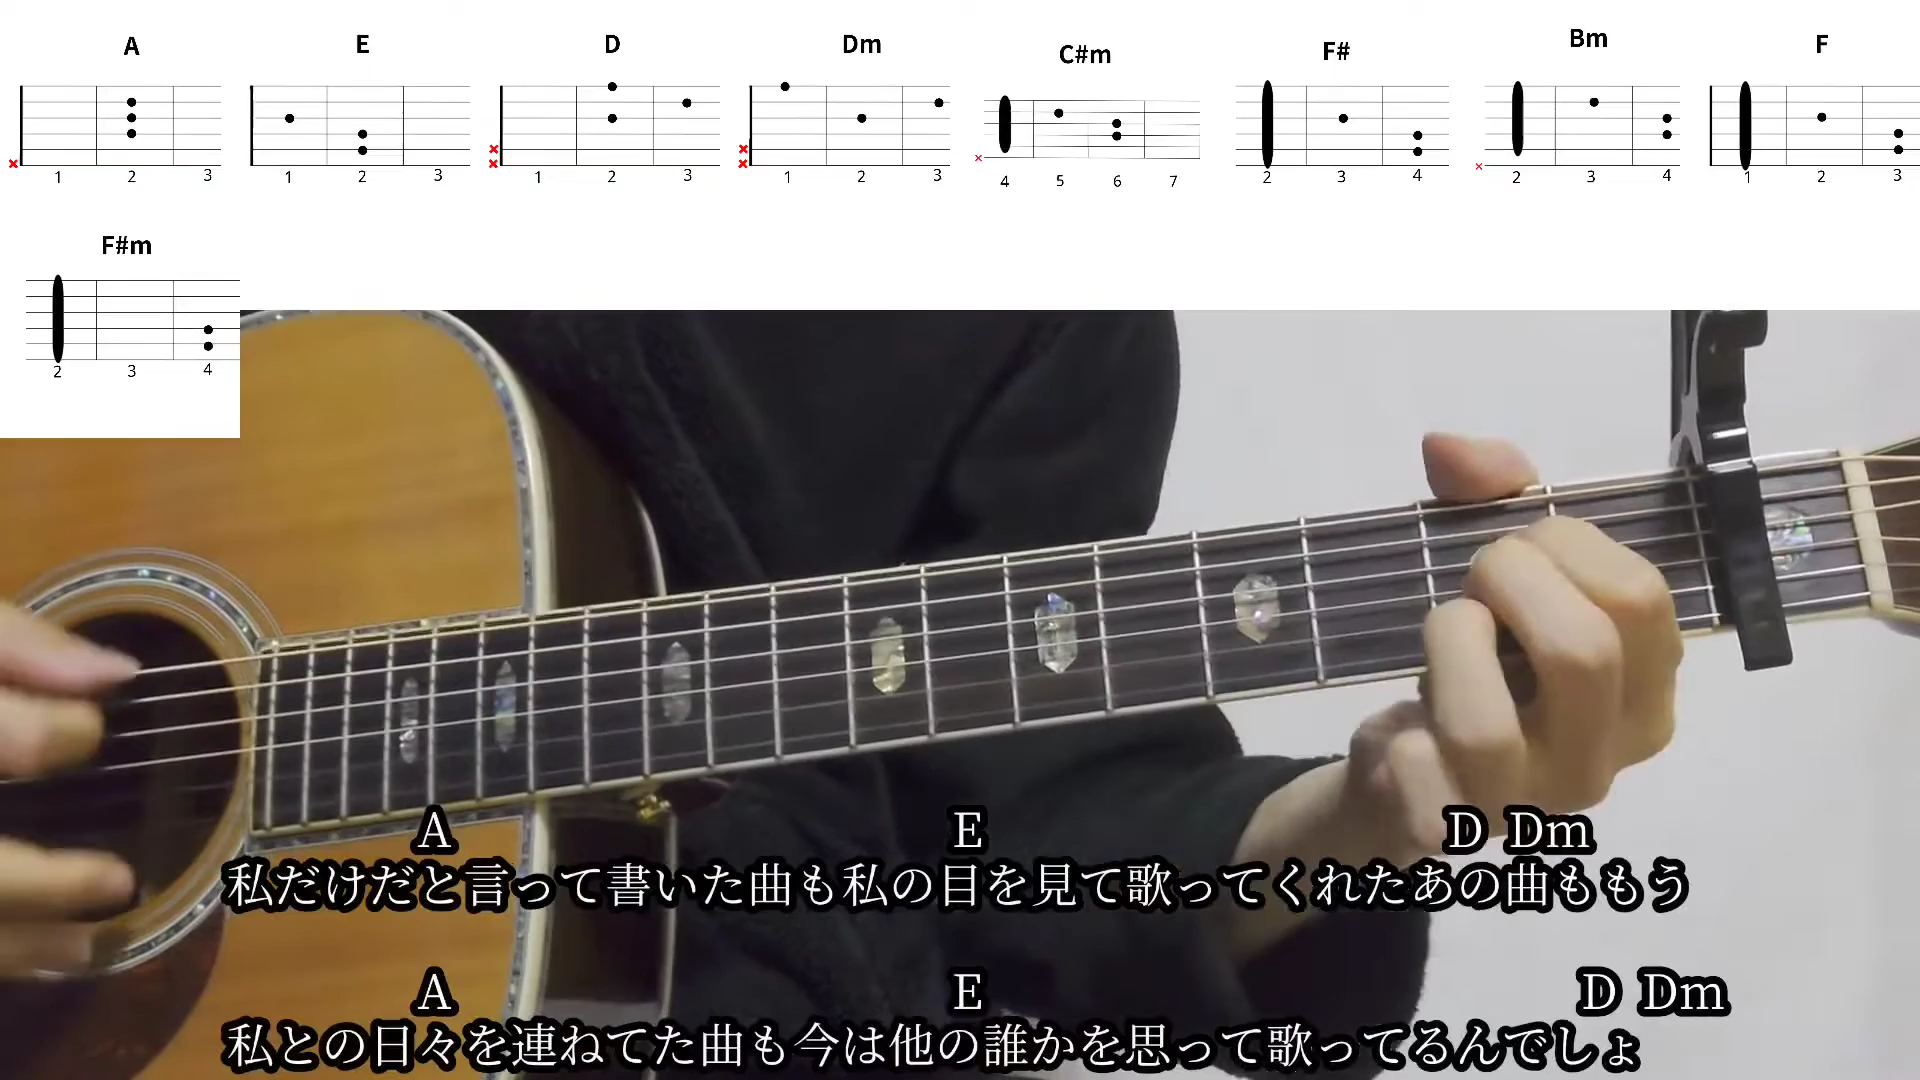 A E D Dm C#m F# Bm F
× 1 2 3 1 2 3 × × 1 2 3 × × 1 2 3 × 4 5 6 7 2 3 4 × 2 3 4 1 2 3
F#m
2 3 4
A E D Dm
私だけだと言って書いた曲も私の目を見て歌ってくれたあの曲ももう
A E D Dm
私との日々を連ねてた曲も今は他の誰かを思って歌ってるんでしょ